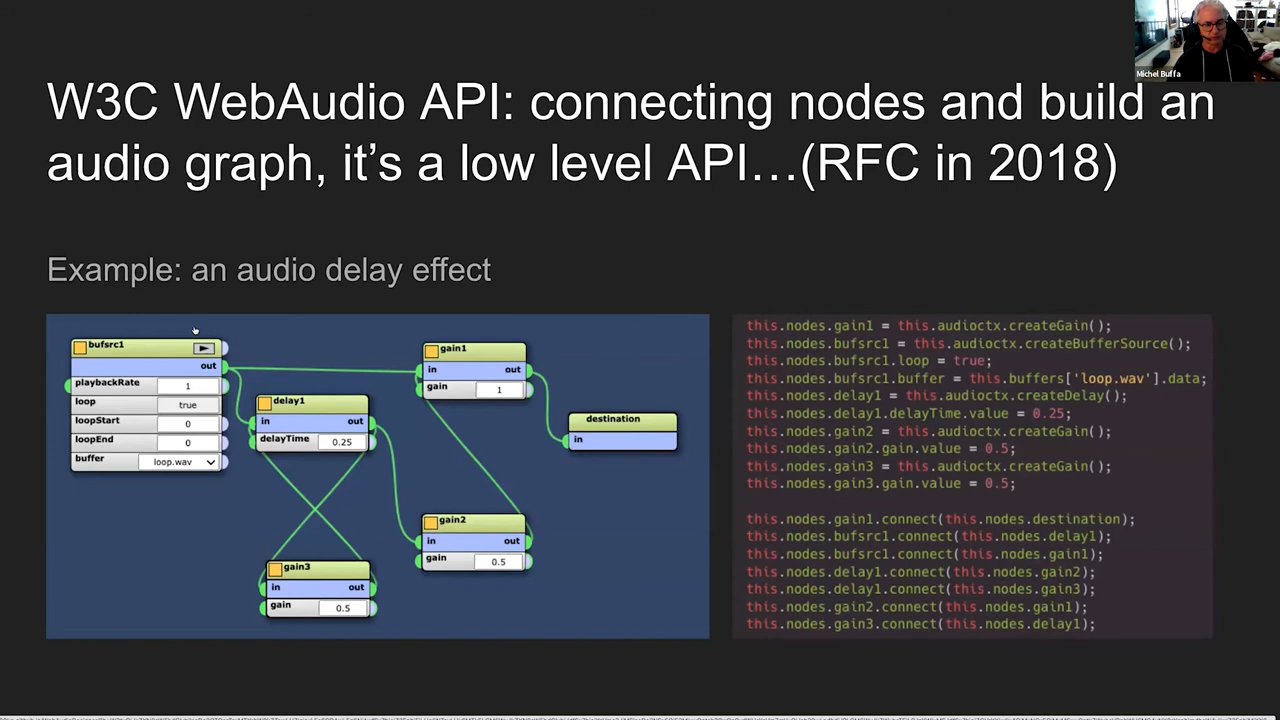 Michel Buffa
W3C WebAudio API: connecting nodes and build an
audio graph, it’s a low level API…(RFC in 2018)
Example: an audio delay effect
bufsrc1
out
playbackRate 1
loop true
loopStart 0
loopEnd 0
buffer loop.wav
delay1
in out
delayTime 0.25
gain1
in out
gain 1
destination
in
gain2
in out
gain 0.5
gain3
in out
gain 0.5
this.nodes.gain1 = this.audioctx.createGain();
this.nodes.bufsrc1 = this.audioctx.createBufferSource();
this.nodes.bufsrc1.loop = true;
this.nodes.bufsrc1.buffer = this.buffers['loop.wav'].data;
this.nodes.delay1 = this.audioctx.createDelay();
this.nodes.delay1.delayTime.value = 0.25;
this.nodes.gain2 = this.audioctx.createGain();
this.nodes.gain2.gain.value = 0.5;
this.nodes.gain3 = this.audioctx.createGain();
this.nodes.gain3.gain.value = 0.5;
this.nodes.gain1.connect(this.nodes.destination);
this.nodes.bufsrc1.connect(this.nodes.delay1);
this.nodes.bufsrc1.connect(this.nodes.gain1);
this.nodes.delay1.connect(this.nodes.gain2);
this.nodes.delay1.connect(this.nodes.gain3);
this.nodes.gain2.connect(this.nodes.gain1);
this.nodes.gain3.connect(this.nodes.delay1);